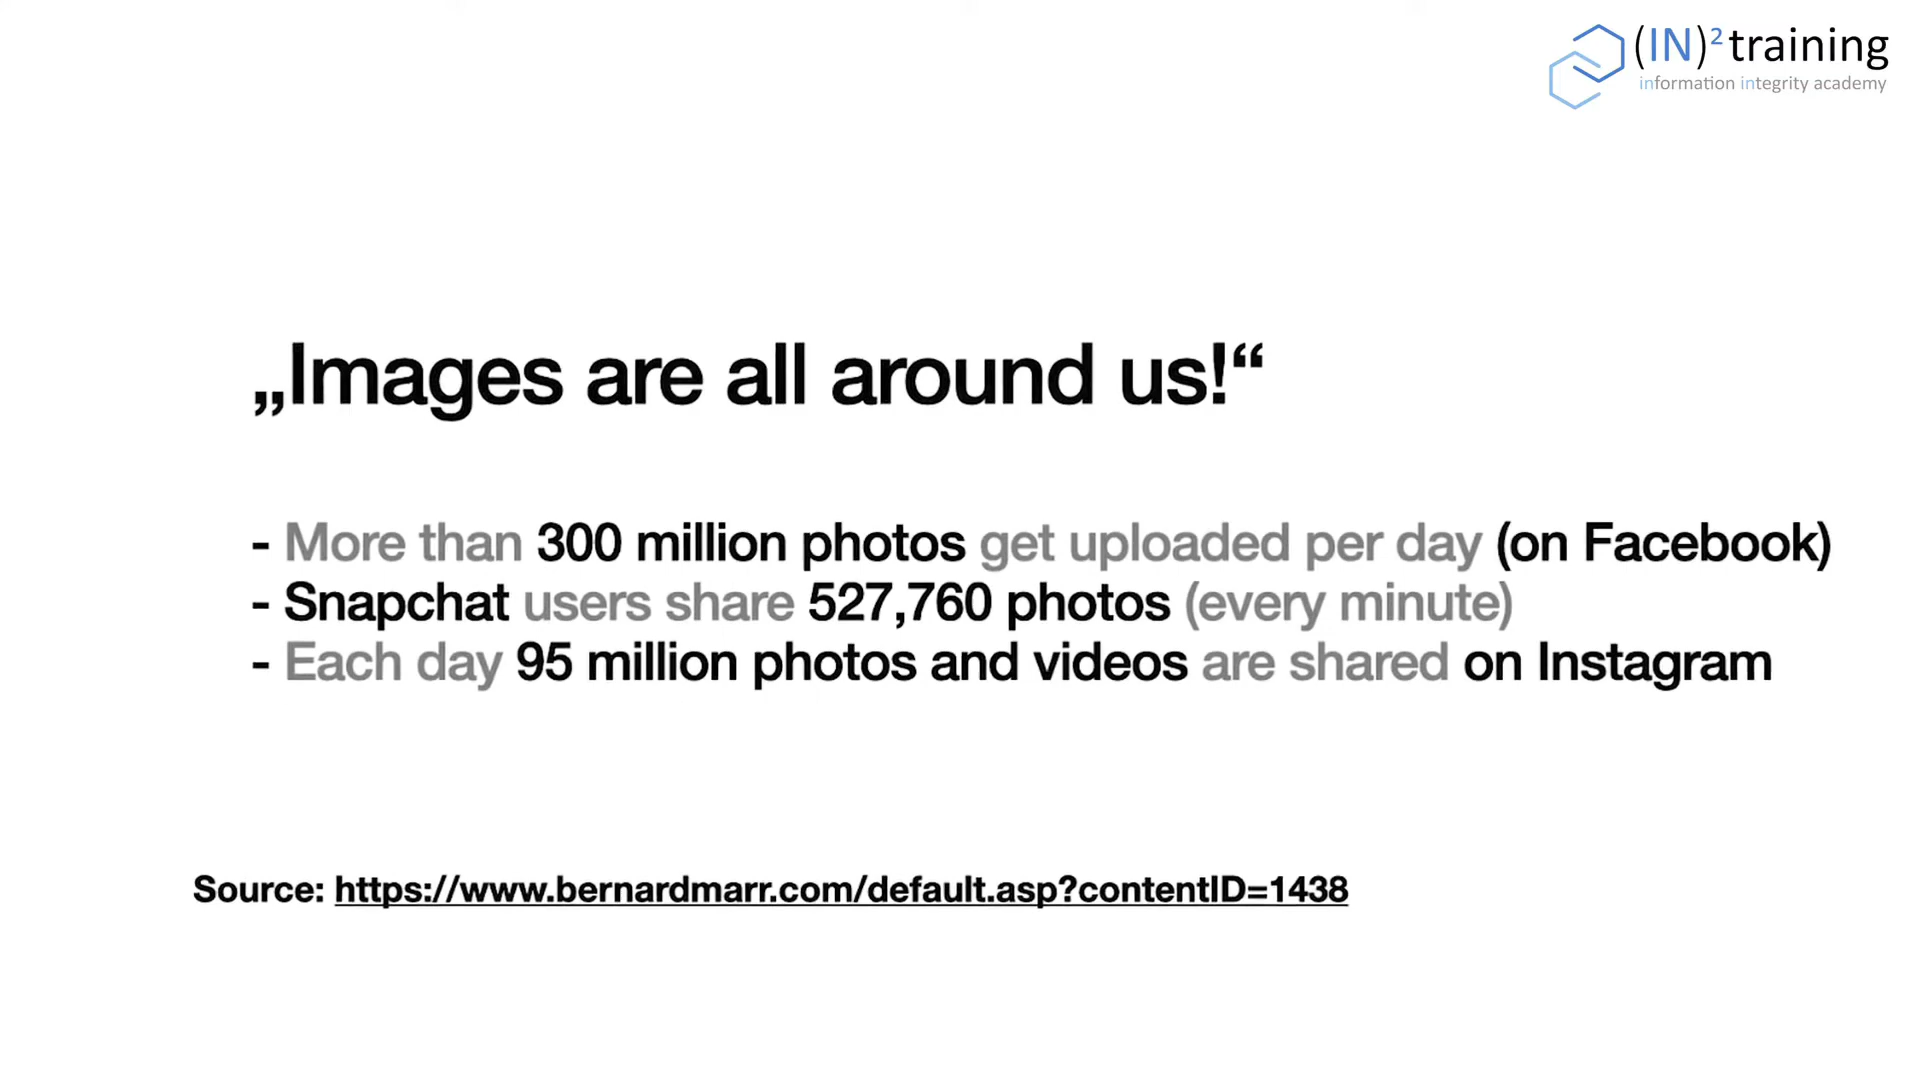 (IN)² training
information integrity academy
„Images are all around us!“
- More than 300 million photos get uploaded per day (on Facebook)
- Snapchat users share 527,760 photos (every minute)
- Each day 95 million photos and videos are shared on Instagram
Source: https://www.bernardmarr.com/default.asp?contentID=1438